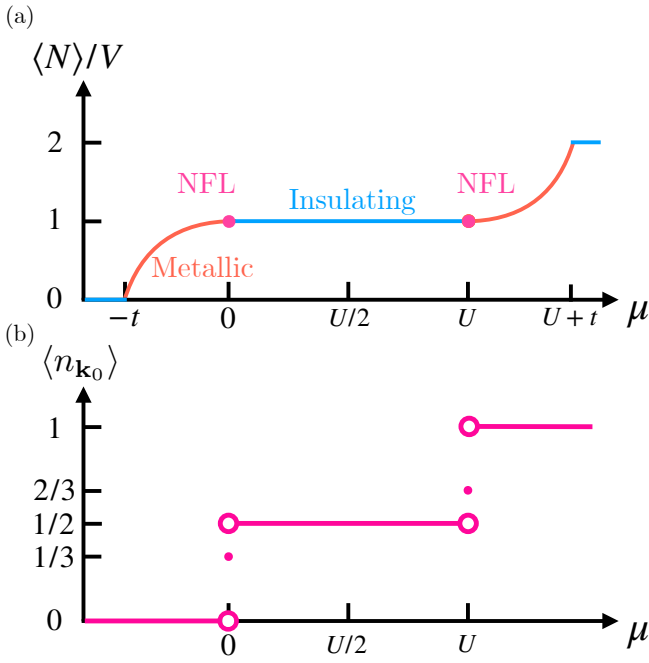 (a)
⟨N⟩/V
2
NFL
NFL
Insulating
1
Metallic
0
−t
0
U/2
U
U + t
μ
(b)
⟨n_{𝐤₀}⟩
1
2/3
1/2
1/3
0
0
U/2
U
μ